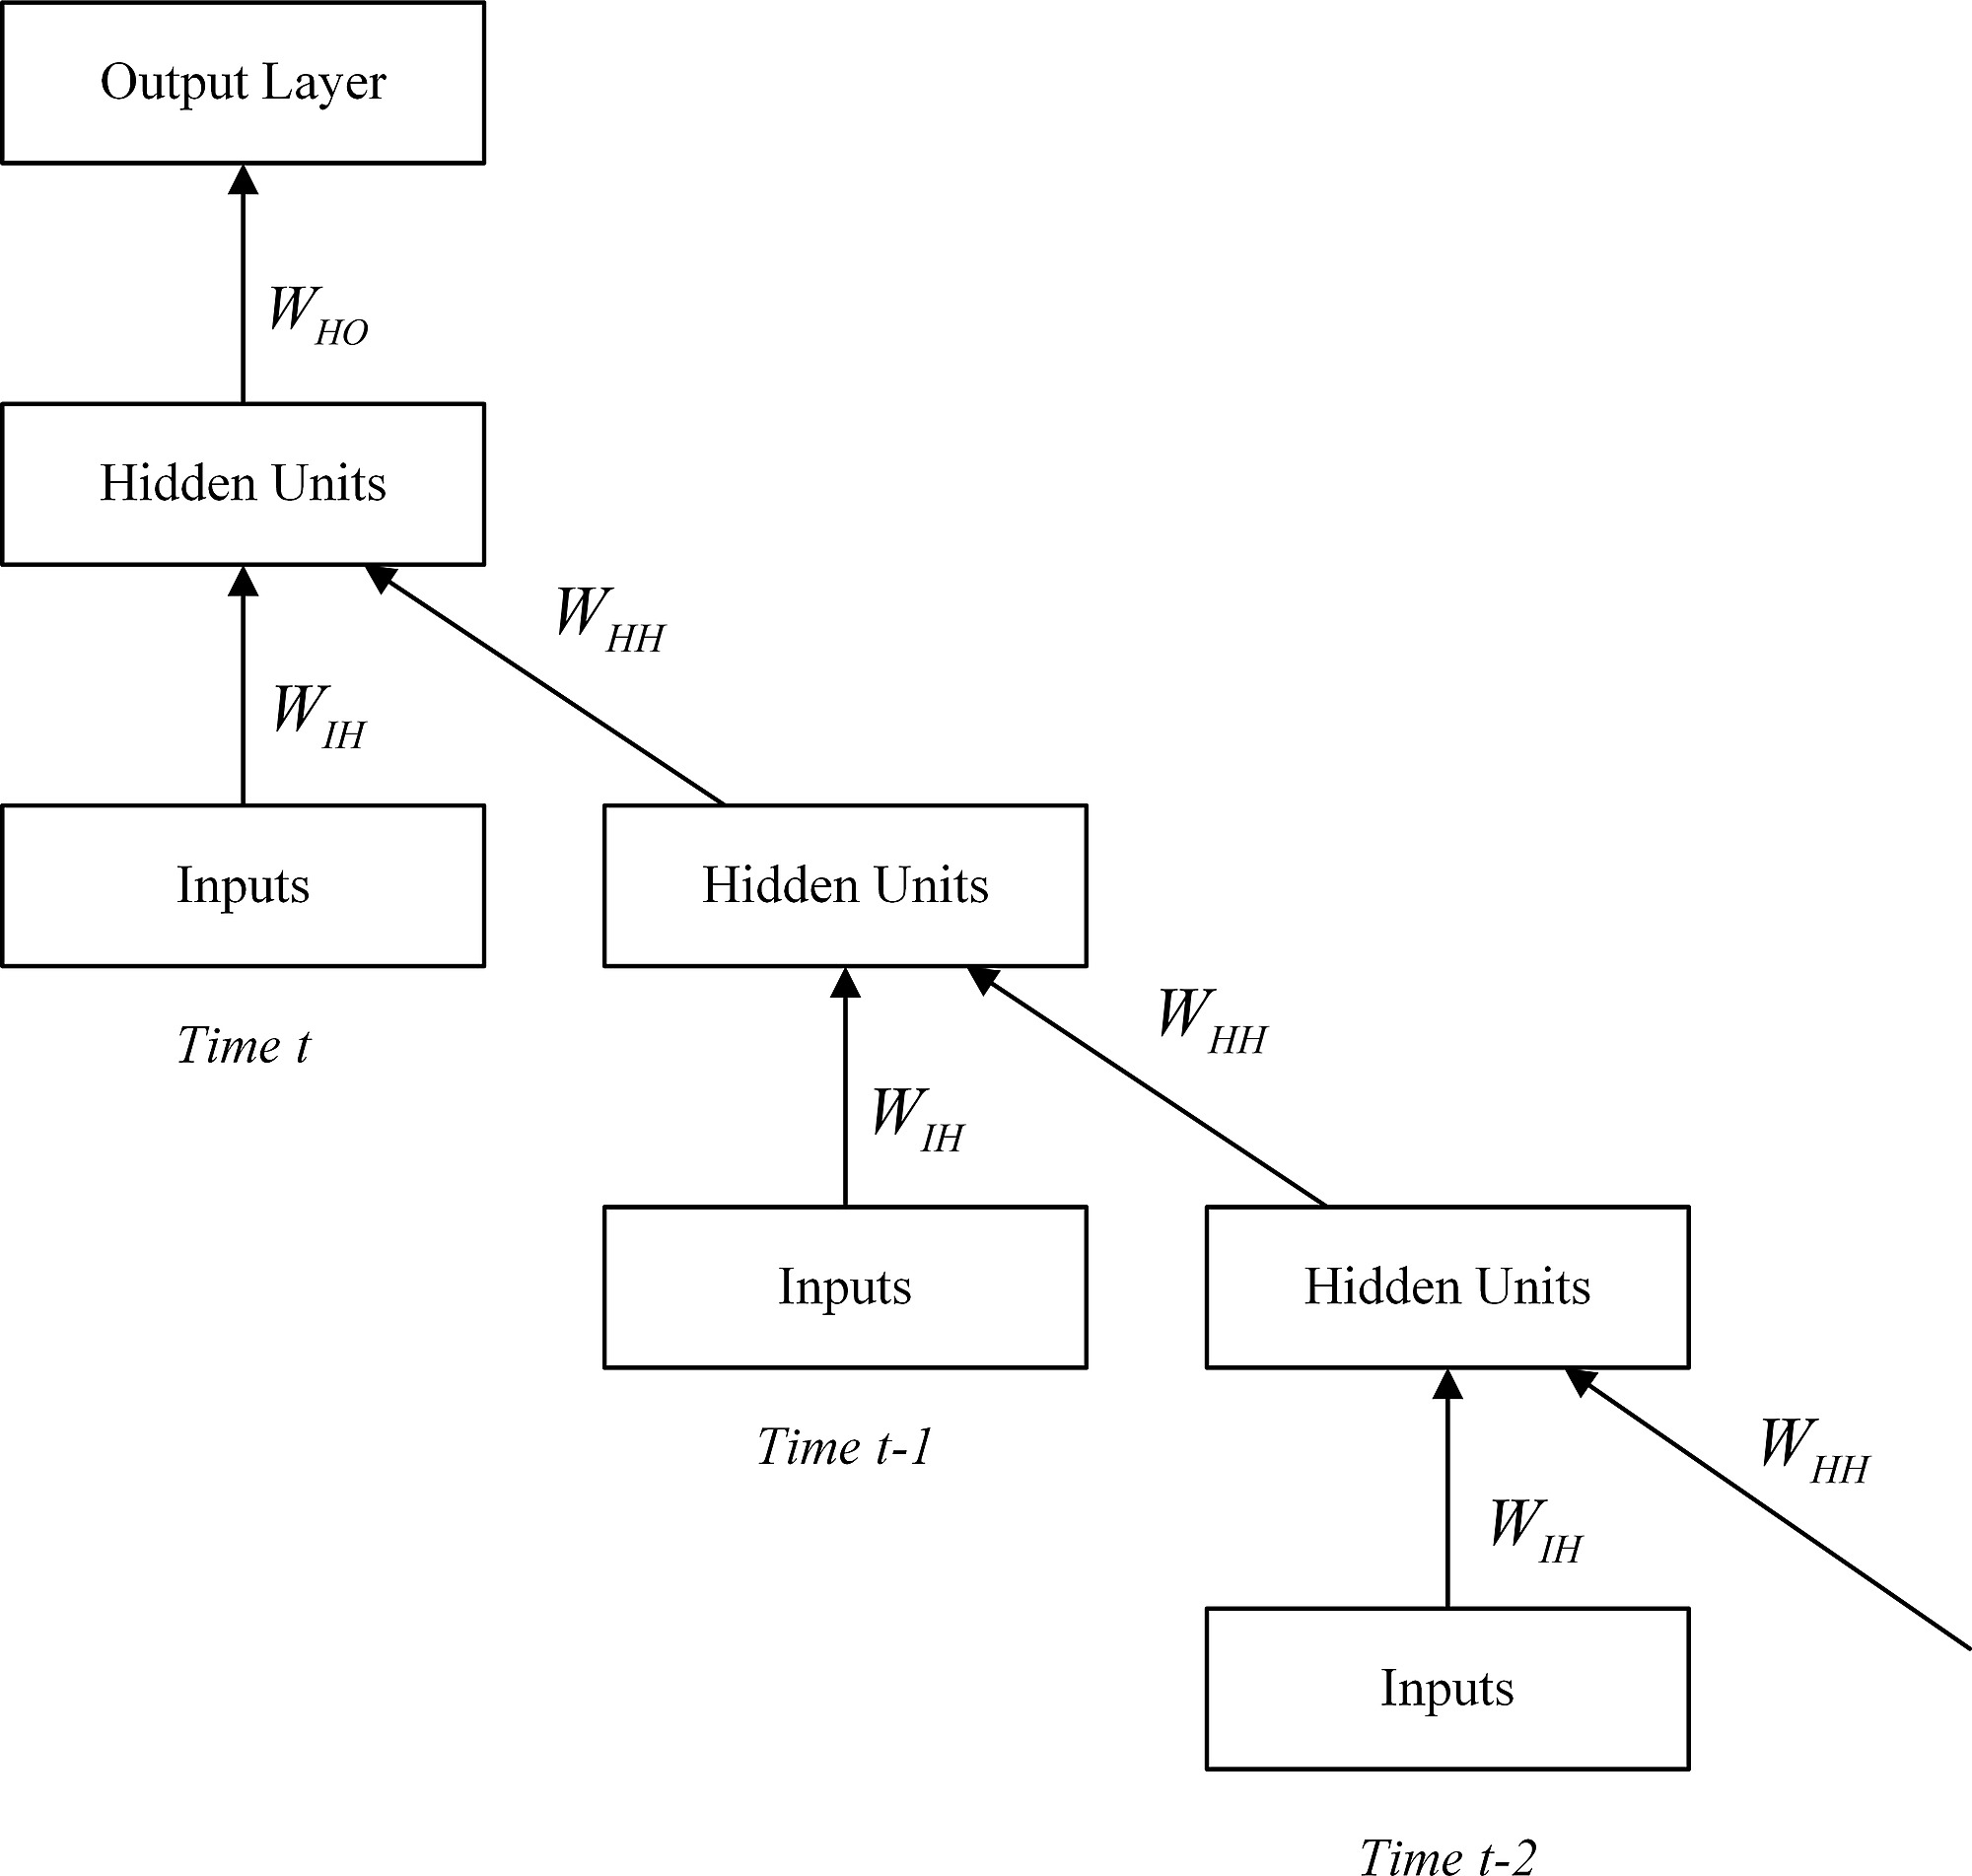 Output Layer
W_HO
Hidden Units
W_HH
W_IH
Inputs
Hidden Units
Time t
W_HH
W_IH
Inputs
Hidden Units
Time t-1
W_HH
W_IH
Inputs
Time t-2